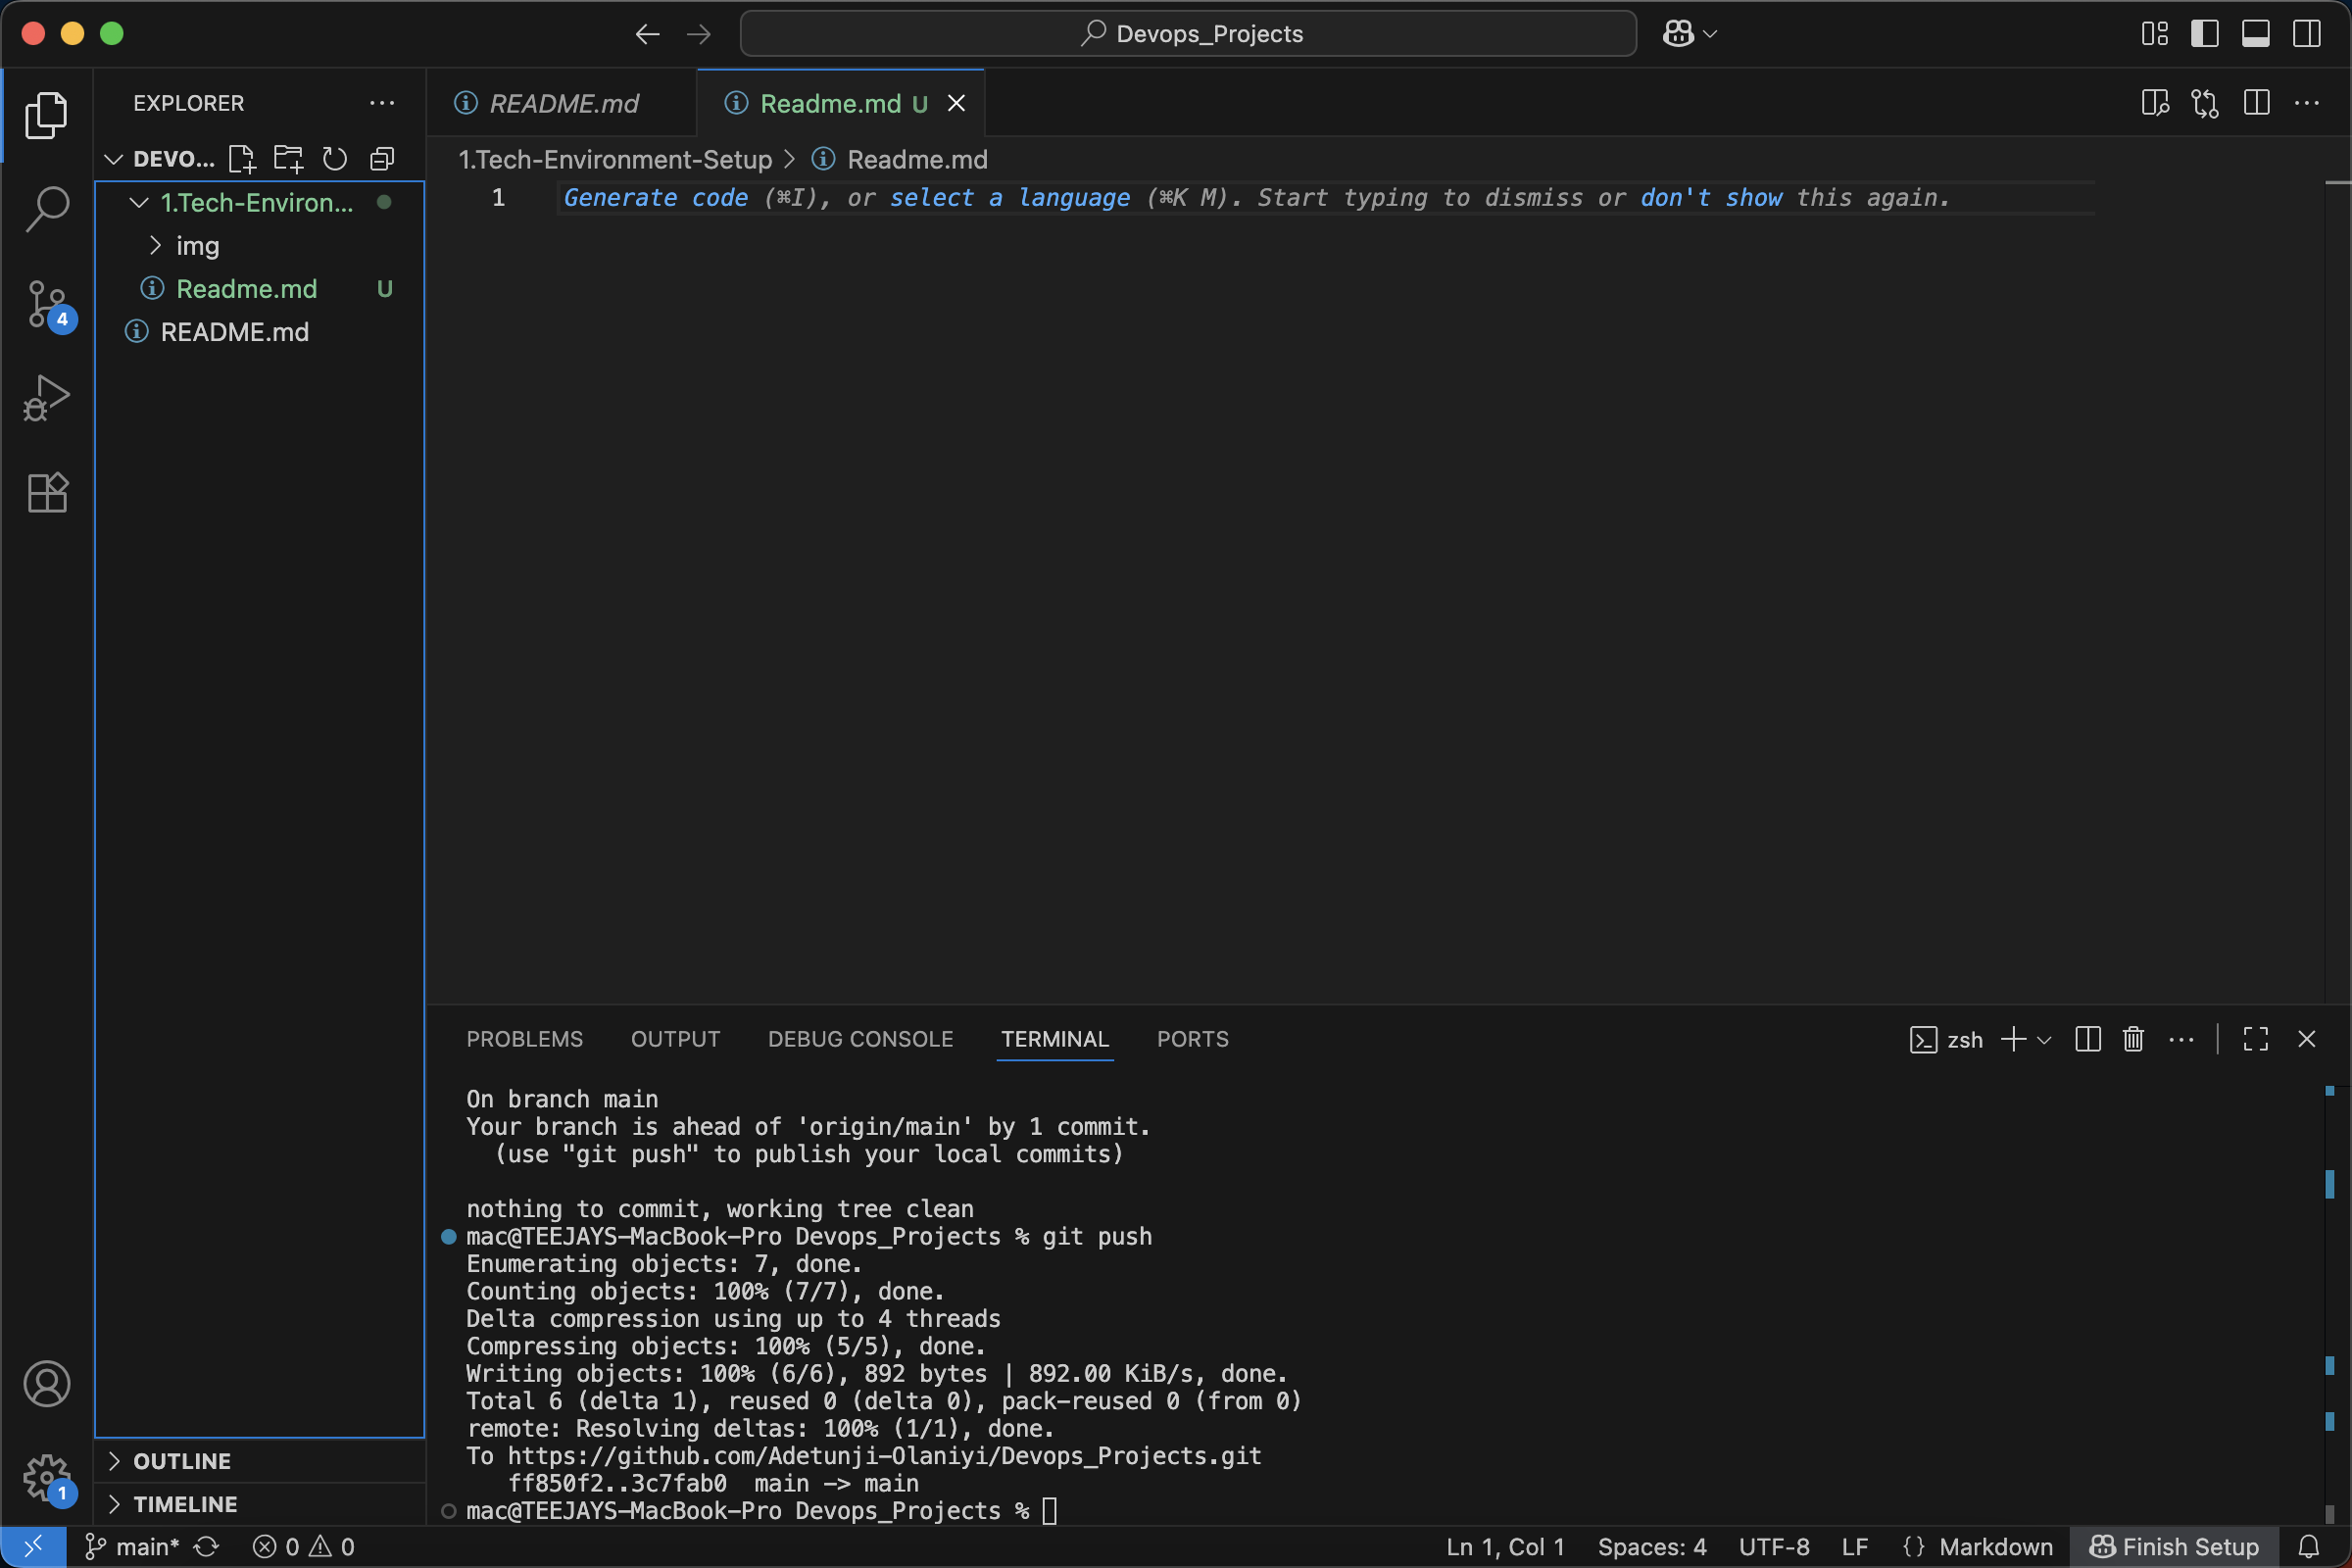 Devops_Projects
EXPLORER
README.md
Readme.md U
DEVO...
1.Tech-Environment-Setup > Readme.md
1.Tech-Environ...
1
Generate code (⌘I), or select a language (⌘K M). Start typing to dismiss or don't show this again.
img
Readme.md U
4
README.md
PROBLEMS OUTPUT DEBUG CONSOLE TERMINAL PORTS
zsh
On branch main
Your branch is ahead of 'origin/main' by 1 commit.
(use "git push" to publish your local commits)
nothing to commit, working tree clean
mac@TEEJAYS-MacBook-Pro Devops_Projects % git push
Enumerating objects: 7, done.
Counting objects: 100% (7/7), done.
Delta compression using up to 4 threads
Compressing objects: 100% (5/5), done.
Writing objects: 100% (6/6), 892 bytes | 892.00 KiB/s, done.
Total 6 (delta 1), reused 0 (delta 0), pack-reused 0 (from 0)
remote: Resolving deltas: 100% (1/1), done.
To https://github.com/Adetunji-Olaniyi/Devops_Projects.git
ff850f2..3c7fab0  main -> main
mac@TEEJAYS-MacBook-Pro Devops_Projects %
OUTLINE
1
TIMELINE
main* 0 0
Ln 1, Col 1 Spaces: 4 UTF-8 LF {} Markdown Finish Setup